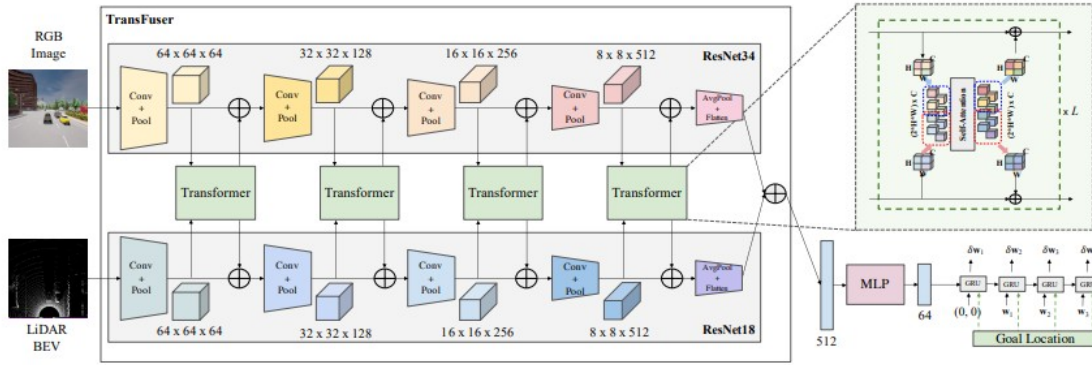 TransFuser
RGB
Image
64 x 64 x 64
32 x 32 x 128
16 x 16 x 256
8 x 8 x 512
ResNet34
Conv
+
Pool
Conv
+
Pool
Conv
+
Pool
Conv
+
Pool
AvgPool
+
Flatten
Transformer
Transformer
Transformer
Transformer
Conv
+
Pool
Conv
+
Pool
Conv
+
Pool
Conv
+
Pool
AvgPool
+
Flatten
LiDAR
BEV
64 x 64 x 64
32 x 32 x 128
16 x 16 x 256
8 x 8 x 512
ResNet18
H
W
C
(2*H*W) x C
Self-Attention
(2*H*W) x C
H
W
C
x L
H
W
C
H
W
C
512
MLP
64
δw₁
δw₂
δw₃
GRU
GRU
GRU
GRU
(0, 0)
w₁
w₂
w₃
Goal Location